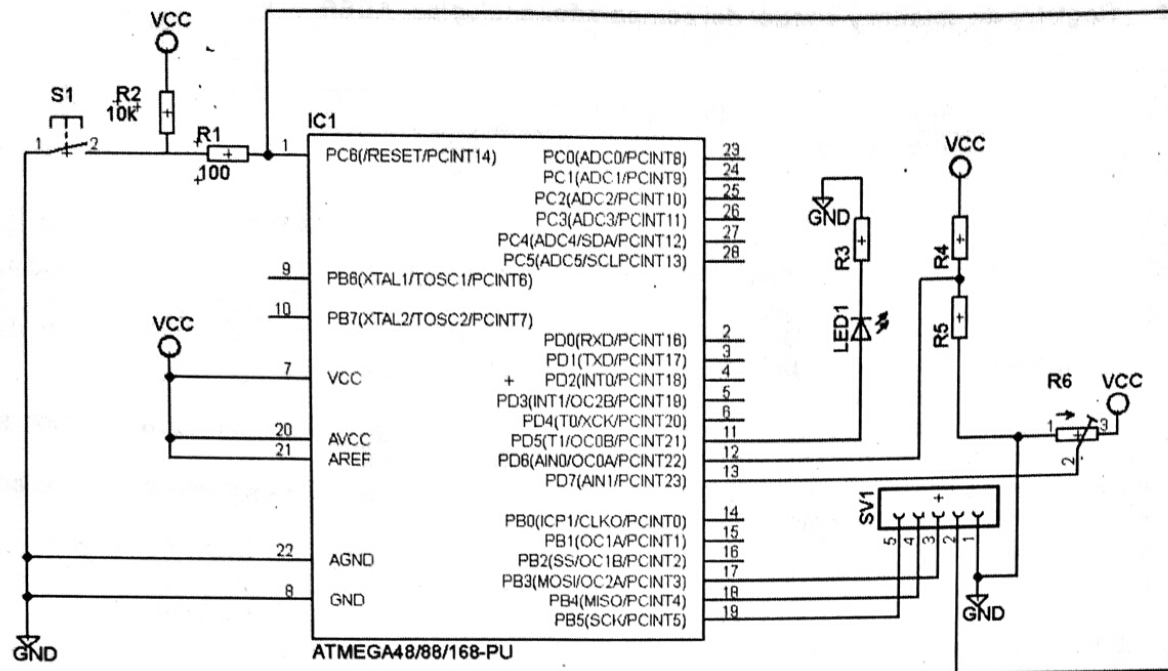 VCC
S1
R2
10K
R1
100
1
2
IC1
1
PC6(/RESET/PCINT14)
9
PB6(XTAL1/TOSC1/PCINT6)
10
PB7(XTAL2/TOSC2/PCINT7)
VCC
7
VCC
20
AVCC
21
AREF
22
AGND
8
GND
GND
ATMEGA48/88/168-PU
PC0(ADC0/PCINT8)
23
PC1(ADC1/PCINT9)
24
PC2(ADC2/PCINT10)
25
PC3(ADC3/PCINT11)
26
PC4(ADC4/SDA/PCINT12)
27
PC5(ADC5/SCLPCINT13)
28
PD0(RXD/PCINT16)
2
PD1(TXD/PCINT17)
3
PD2(INT0/PCINT18)
4
PD3(INT1/OC2B/PCINT19)
5
PD4(T0/XCK/PCINT20)
6
PD5(T1/OC0B/PCINT21)
11
PD6(AIN0/OC0A/PCINT22)
12
PD7(AIN1/PCINT23)
13
PB0(ICP1/CLKO/PCINT0)
14
PB1(OC1A/PCINT1)
15
PB2(SS/OC1B/PCINT2)
16
PB3(MOSI/OC2A/PCINT3)
17
PB4(MISO/PCINT4)
18
PB5(SCK/PCINT5)
19
GND
R3
LED1
VCC
R4
R5
R6
VCC
1
3
2
SV1
5
4
3
2
1
GND